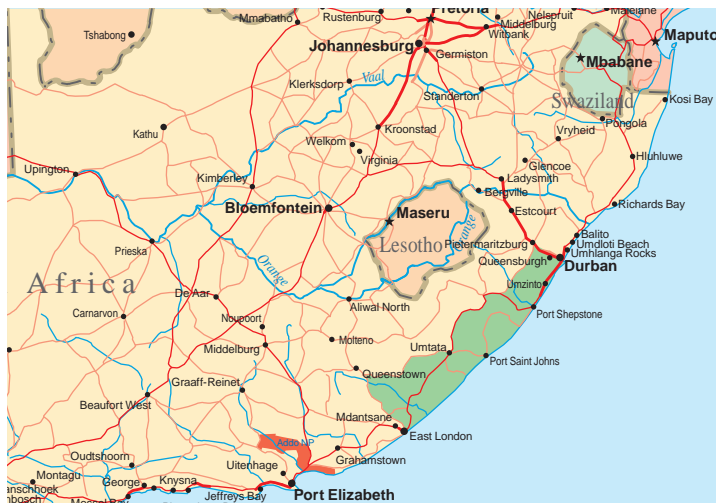 Mmabatho
Rustenburg
Pretoria
Middelburg
Nelspruit
Malelane
Tshabong
Johannesburg
Witbank
Maputo
Germiston
Mbabane
Klerksdorp
Vaal
Standerton
Swaziland
Kosi Bay
Kathu
Kroonstad
Pongola
Welkom
Vryheid
Virginia
Glencoe
Hluhluwe
Upington
Kimberley
Ladysmith
Bergville
Bloemfontein
Maseru
Estcourt
Richards Bay
Orange
Prieska
Lesotho
Pietermaritzburg
Balito
Umdloti Beach
Umhlanga Rocks
Queensburgh
Durban
Orange
Africa
Umzinto
De Aar
Aliwal North
Carnarvon
Noupoort
Port Shepstone
Middelburg
Molteno
Umtata
Port Saint Johns
Graaff-Reinet
Queenstown
Beaufort West
Mdantsane
East London
Addo NP
Oudtshoorn
Uitenhage
Grahamstown
Montagu
George
Knysna
Jeffreys Bay
Port Elizabeth